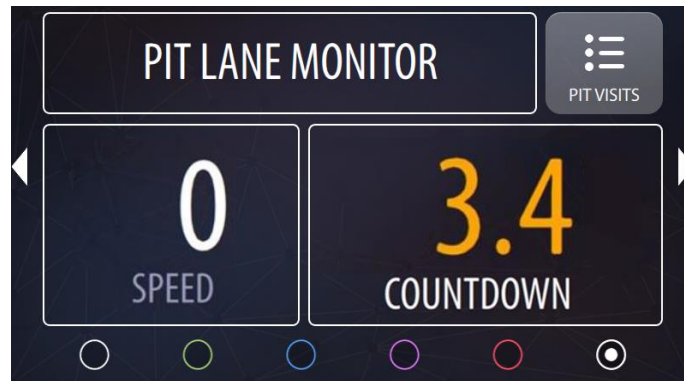 PIT LANE MONITOR
PIT VISITS
0
SPEED
3.4
COUNTDOWN